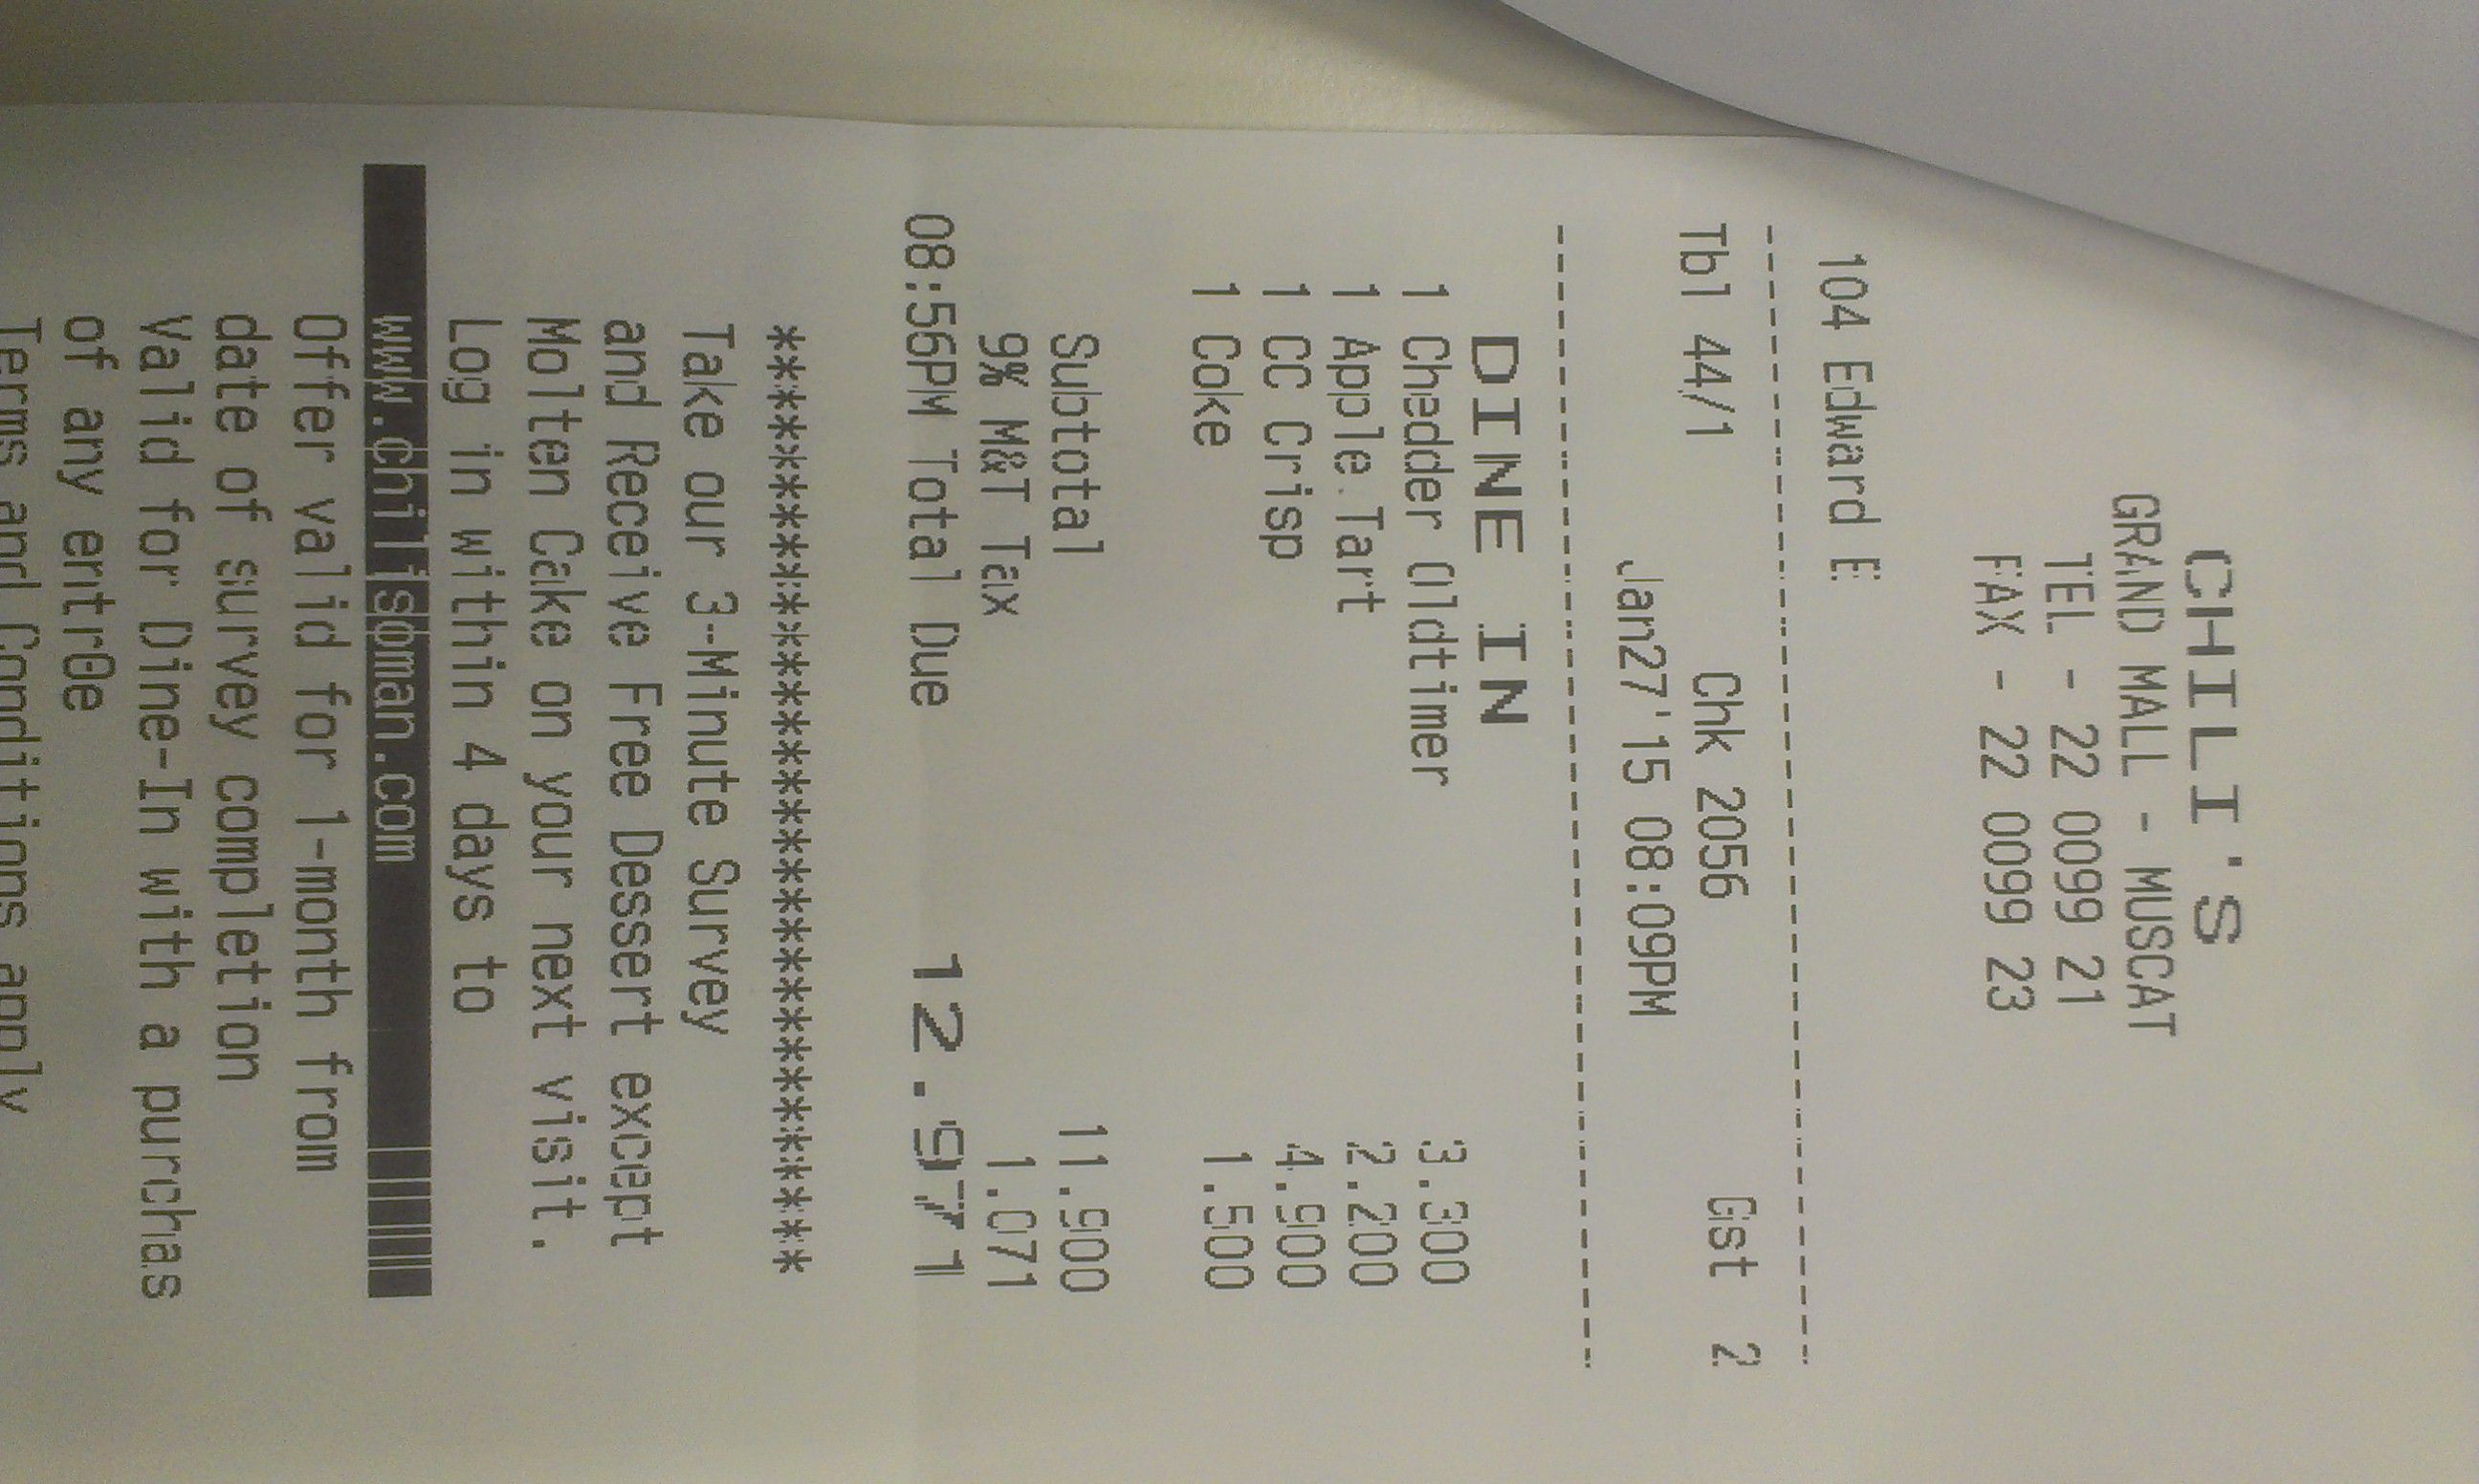 CHILI'S
GRAND MALL - MUSCAT
TEL - 22 0099 21
FAX - 22 0099 23
104 Edward E
--------------------------------
Tbl 44/1 Chk 2056 Gst 2
Jan27'15 08:09PM
--------------------------------
DINE IN
1 Chedder Oldtimer 3.300
1 Apple Tart 2.200
1 CC Crisp 4.900
1 Coke 1.500
Subtotal 11.900
9% M&T Tax 1.071
08:56PM Total Due 12.971
********************************
Take our 3-Minute Survey
and Receive Free Dessert except
Molten Cake on your next visit.
Log in within 4 days to
www.chilisoman.com
Offer valid for 1-month from
date of survey completion
Valid for Dine-In with a purchas
of any entr0e
Terms and Conditions apply